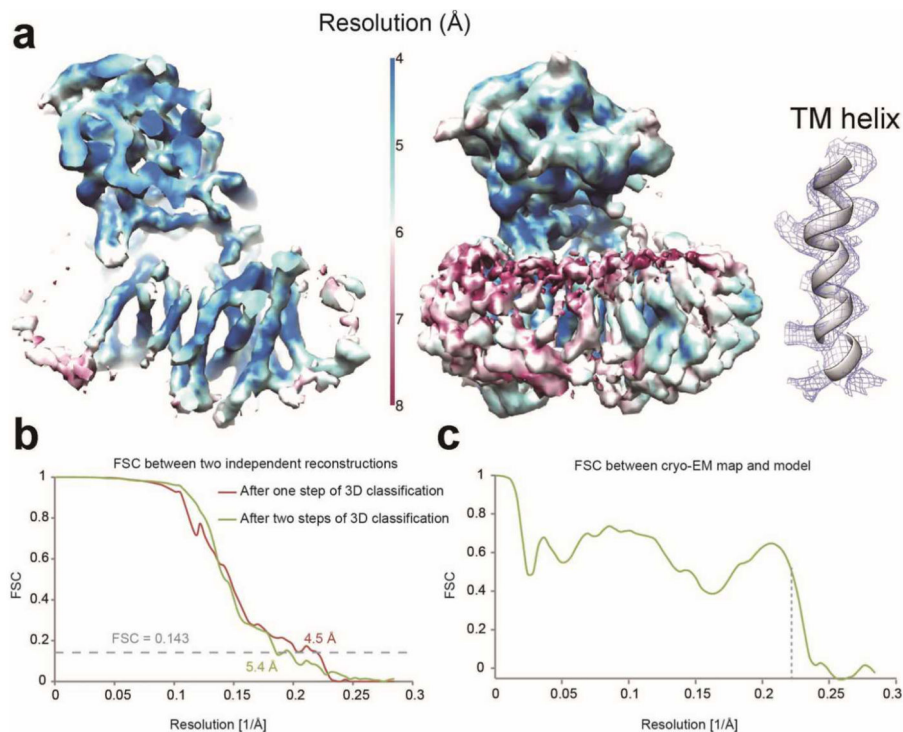 a
Resolution (Å)
4
5
6
7
8
TM helix
b
FSC between two independent reconstructions
After one step of 3D classification
After two steps of 3D classification
1
0.8
0.6
0.4
0.2
0
FSC
FSC = 0.143
4.5 Å
5.4 Å
0
0.05
0.1
0.15
0.2
0.25
0.3
Resolution [1/Å]
c
FSC between cryo-EM map and model
1
0.8
0.6
0.4
0.2
0
FSC
0
0.05
0.1
0.15
0.2
0.25
0.3
Resolution [1/Å]